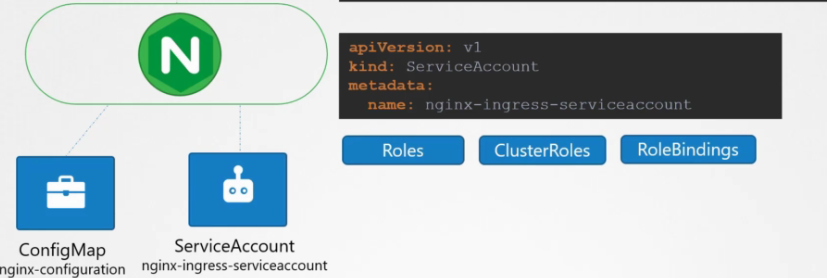 N
apiVersion: v1
kind: ServiceAccount
metadata:
  name: nginx-ingress-serviceaccount
Roles
ClusterRoles
RoleBindings
ConfigMap
nginx-configuration
ServiceAccount
nginx-ingress-serviceaccount